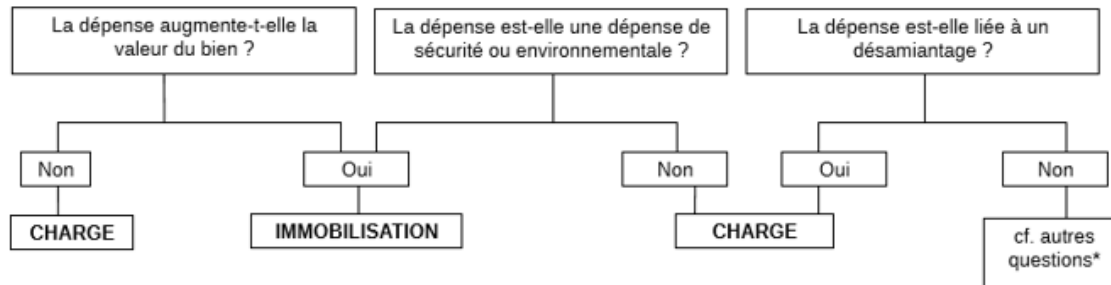 La dépense augmente-t-elle la
valeur du bien ?
La dépense est-elle une dépense de
sécurité ou environnementale ?
La dépense est-elle liée à un
désamiantage ?
Non
Oui
Non
Oui
Non
CHARGE
IMMOBILISATION
CHARGE
cf. autres
questions*